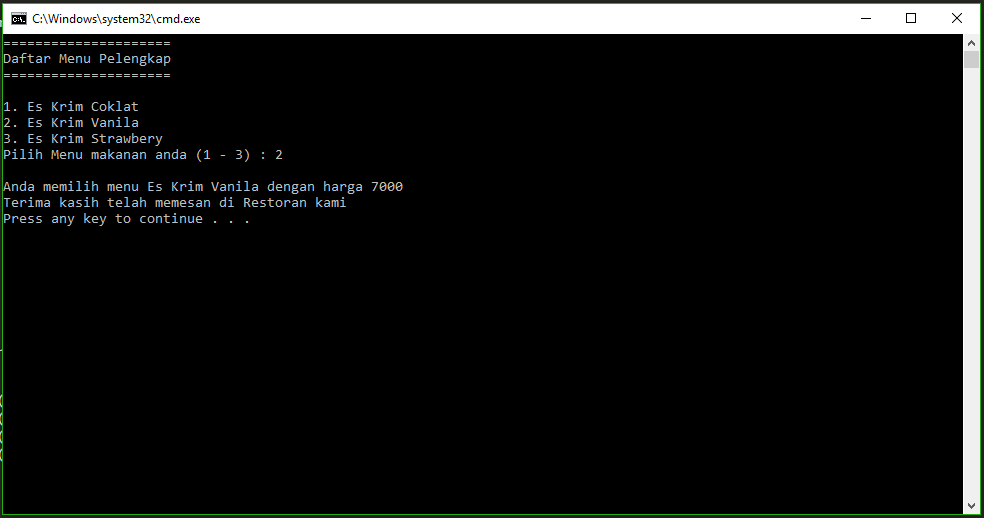 C:\Windows\system32\cmd.exe
=====================
Daftar Menu Pelengkap
=====================
1. Es Krim Coklat
2. Es Krim Vanila
3. Es Krim Strawbery
Pilih Menu makanan anda (1 - 3) : 2
Anda memilih menu Es Krim Vanila dengan harga 7000
Terima kasih telah memesan di Restoran kami
Press any key to continue . . .